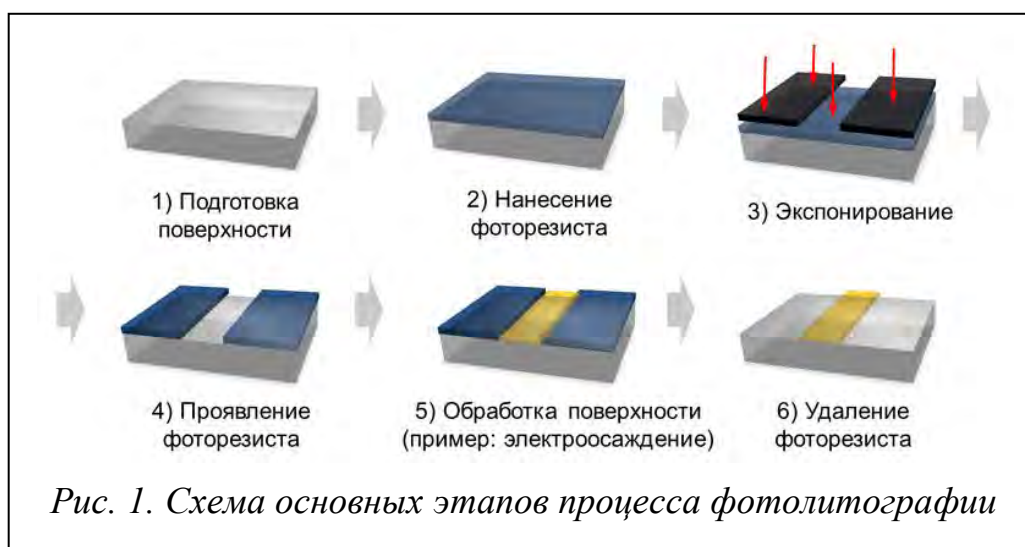 1) Подготовка
поверхности
2) Нанесение
фоторезиста
3) Экспонирование
4) Проявление
фоторезиста
5) Обработка поверхности
(пример: электроосаждение)
6) Удаление
фоторезиста
Рис. 1. Схема основных этапов процесса фотолитографии